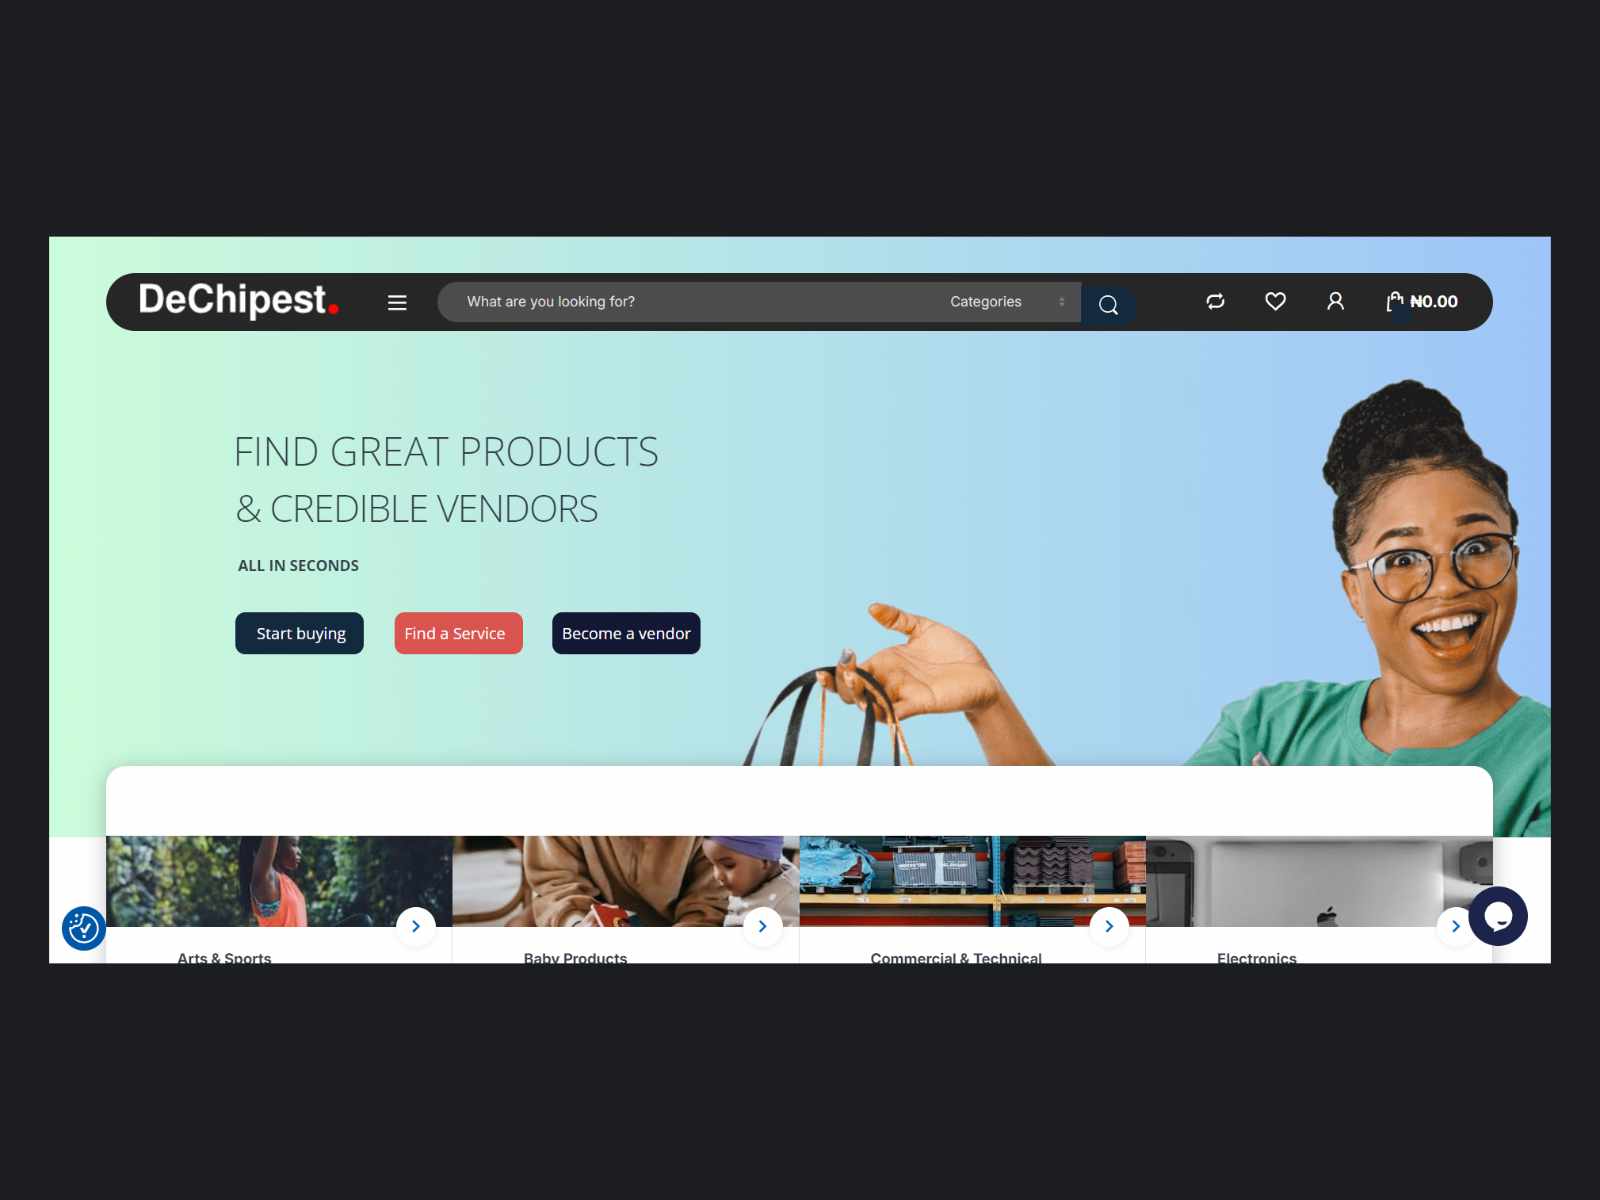 DeChipest.
What are you looking for?
Categories
₦0.00
FIND GREAT PRODUCTS
& CREDIBLE VENDORS
ALL IN SECONDS
Start buying
Find a Service
Become a vendor
Arts & Sports
Baby Products
Commercial & Technical
Electronics